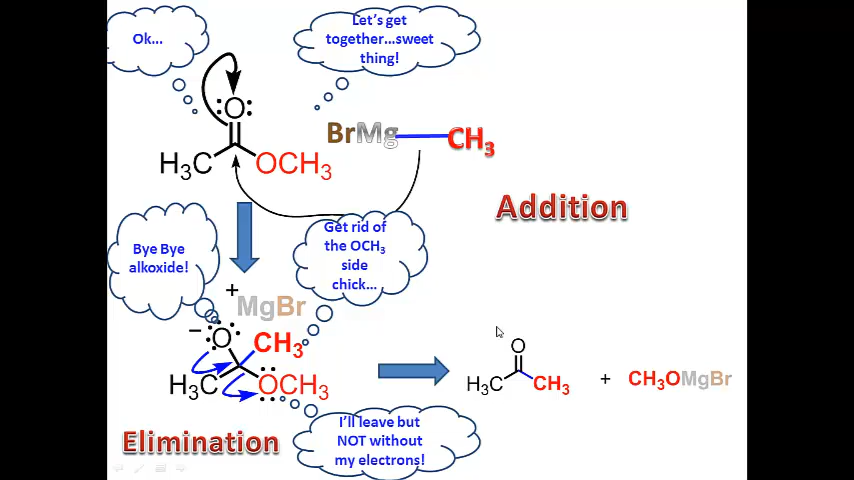 Ok...
Let's get
together...sweet
thing!
:O:
BrMg
CH₃
H₃C
OCH₃
Addition
Bye Bye
alkoxide!
Get rid of
the OCH₃
side
chick...
+
MgBr
−
:O:
CH₃
H₃C
OCH₃
O
H₃C
CH₃
+
CH₃OMgBr
I'll leave but
NOT without
my electrons!
Elimination